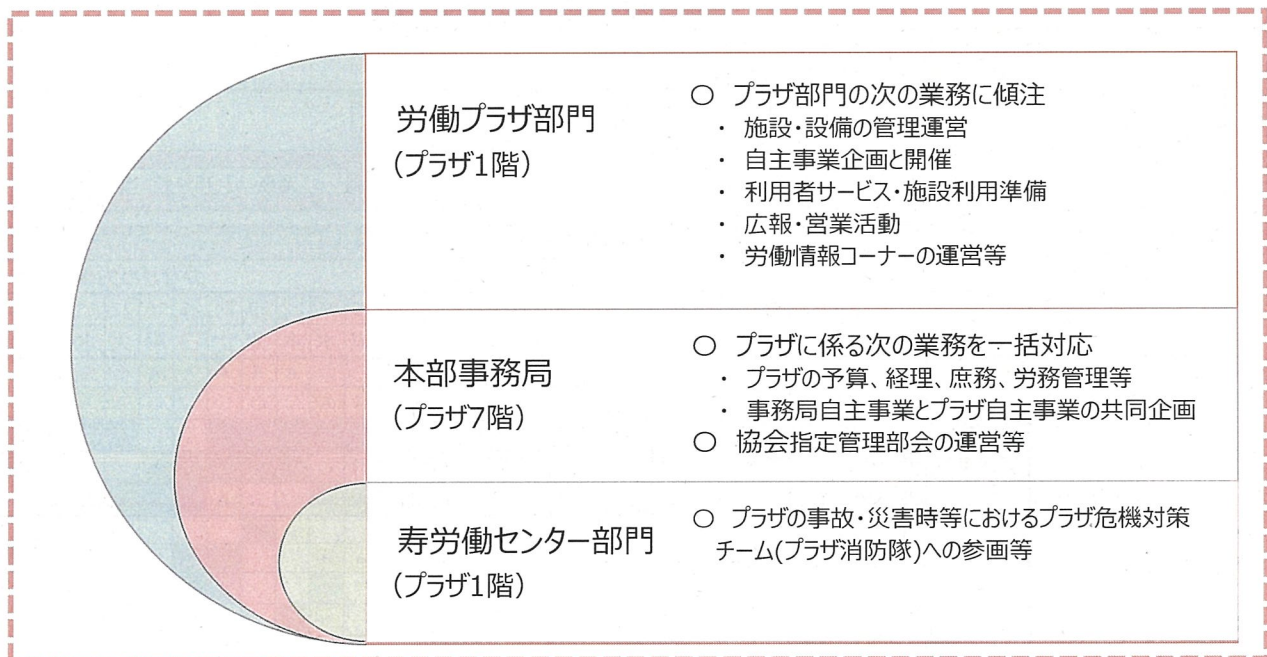 労働プラザ部門
(プラザ1階)
〇 プラザ部門の次の業務に傾注
・ 施設・設備の管理運営
・ 自主事業企画と開催
・ 利用者サービス・施設利用準備
・ 広報・営業活動
・ 労働情報コーナーの運営等
本部事務局
(プラザ7階)
〇 プラザに係る次の業務を一括対応
・ プラザの予算、経理、庶務、労務管理等
・ 事務局自主事業とプラザ自主事業の共同企画
〇 協会指定管理部会の運営等
寿労働センター部門
(プラザ1階)
〇 プラザの事故・災害時等におけるプラザ危機対策
チーム(プラザ消防隊)への参画等